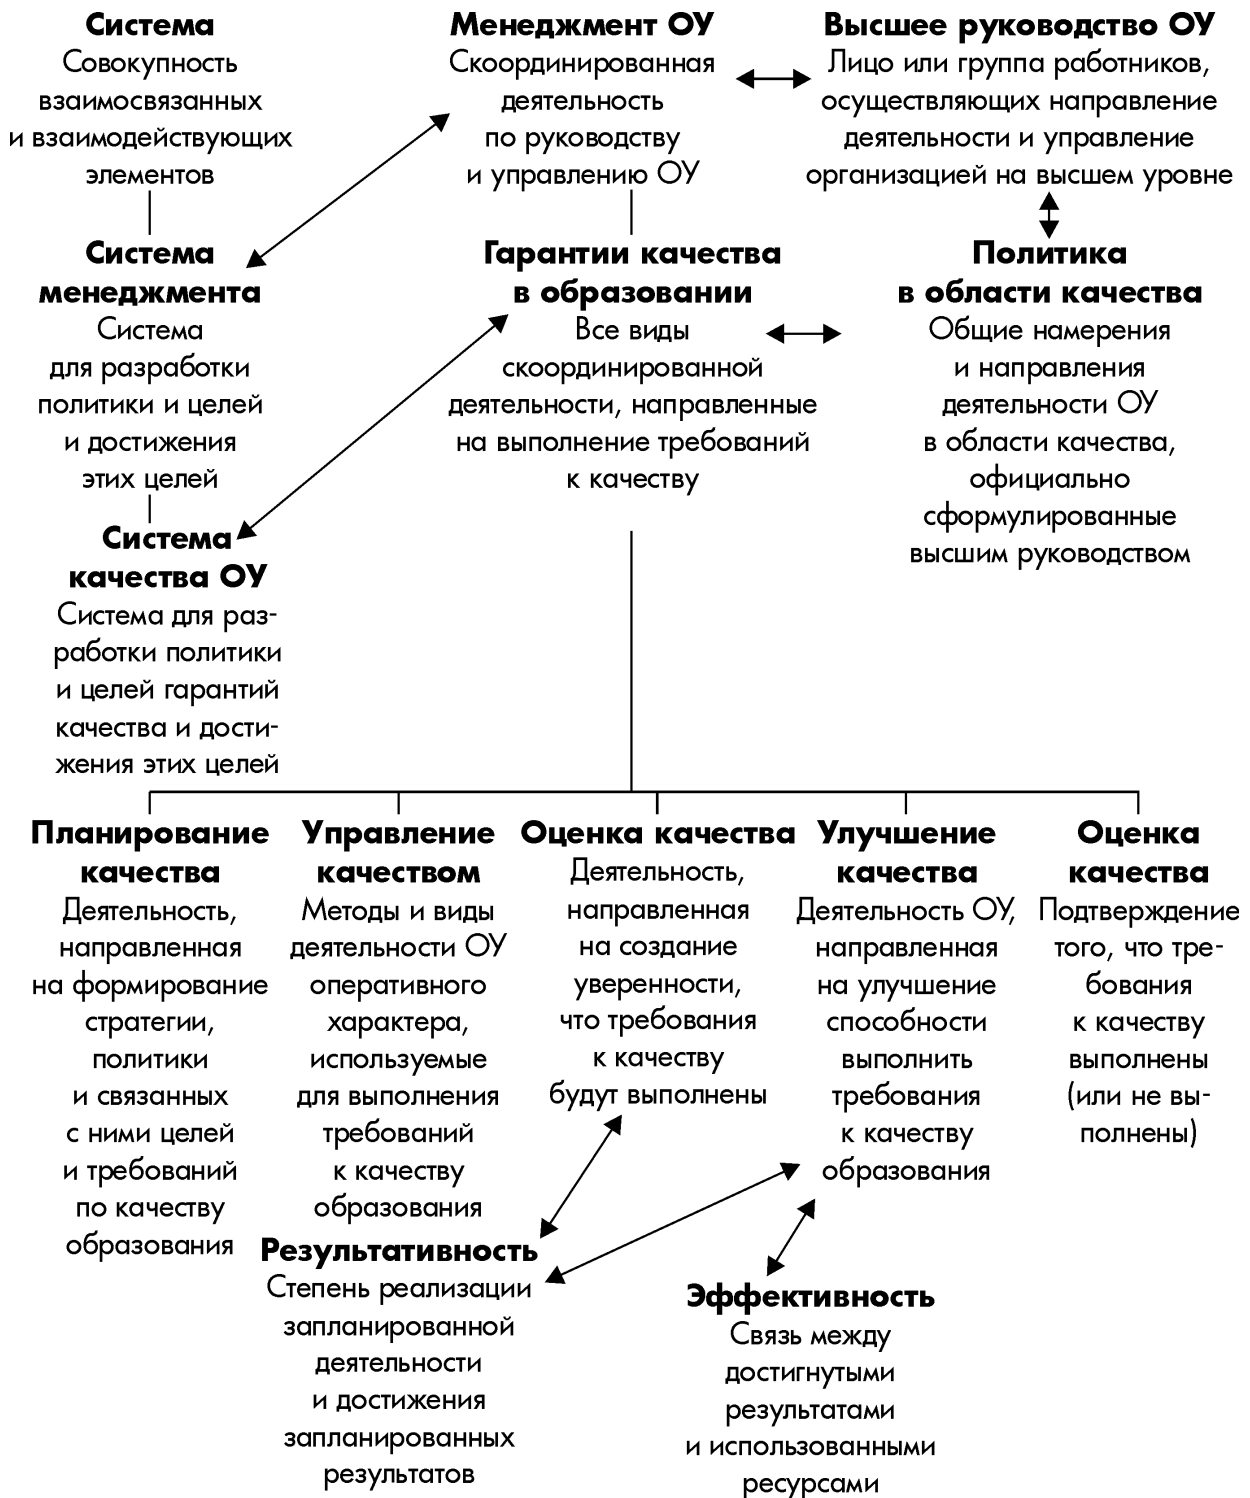 Система
Совокупность
взаимосвязанных
и взаимодействующих
элементов
Менеджмент ОУ
Скоординированная
деятельность
по руководству
и управлению ОУ
Высшее руководство ОУ
Лицо или группа работников,
осуществляющих направление
деятельности и управление
организацией на высшем уровне
Система
менеджмента
Система
для разработки
политики и целей
и достижения
этих целей
Гарантии качества
в образовании
Все виды
скоординированной
деятельности, направленные
на выполнение требований
к качеству
Политика
в области качества
Общие намерения
и направления
деятельности ОУ
в области качества,
официально
сформулированные
высшим руководством
Система
качества ОУ
Система для раз-
работки политики
и целей гарантий
качества и дости-
жения этих целей
Планирование
качества
Деятельность,
направленная
на формирование
стратегии,
политики
и связанных
с ними целей
и требований
по качеству
образования
Управление
качеством
Методы и виды
деятельности ОУ
оперативного
характера,
используемые
для выполнения
требований
к качеству
образования
Оценка качества
Деятельность,
направленная
на создание
уверенности,
что требования
к качеству
будут выполнены
Улучшение
качества
Деятельность ОУ,
направленная
на улучшение
способности
выполнить
требования
к качеству
образования
Оценка
качества
Подтверждение
того, что тре-
бования
к качеству
выполнены
(или не вы-
полнены)
Результативность
Степень реализации
запланированной
деятельности
и достижения
запланированных
результатов
Эффективность
Связь между
достигнутыми
результатами
и использованными
ресурсами